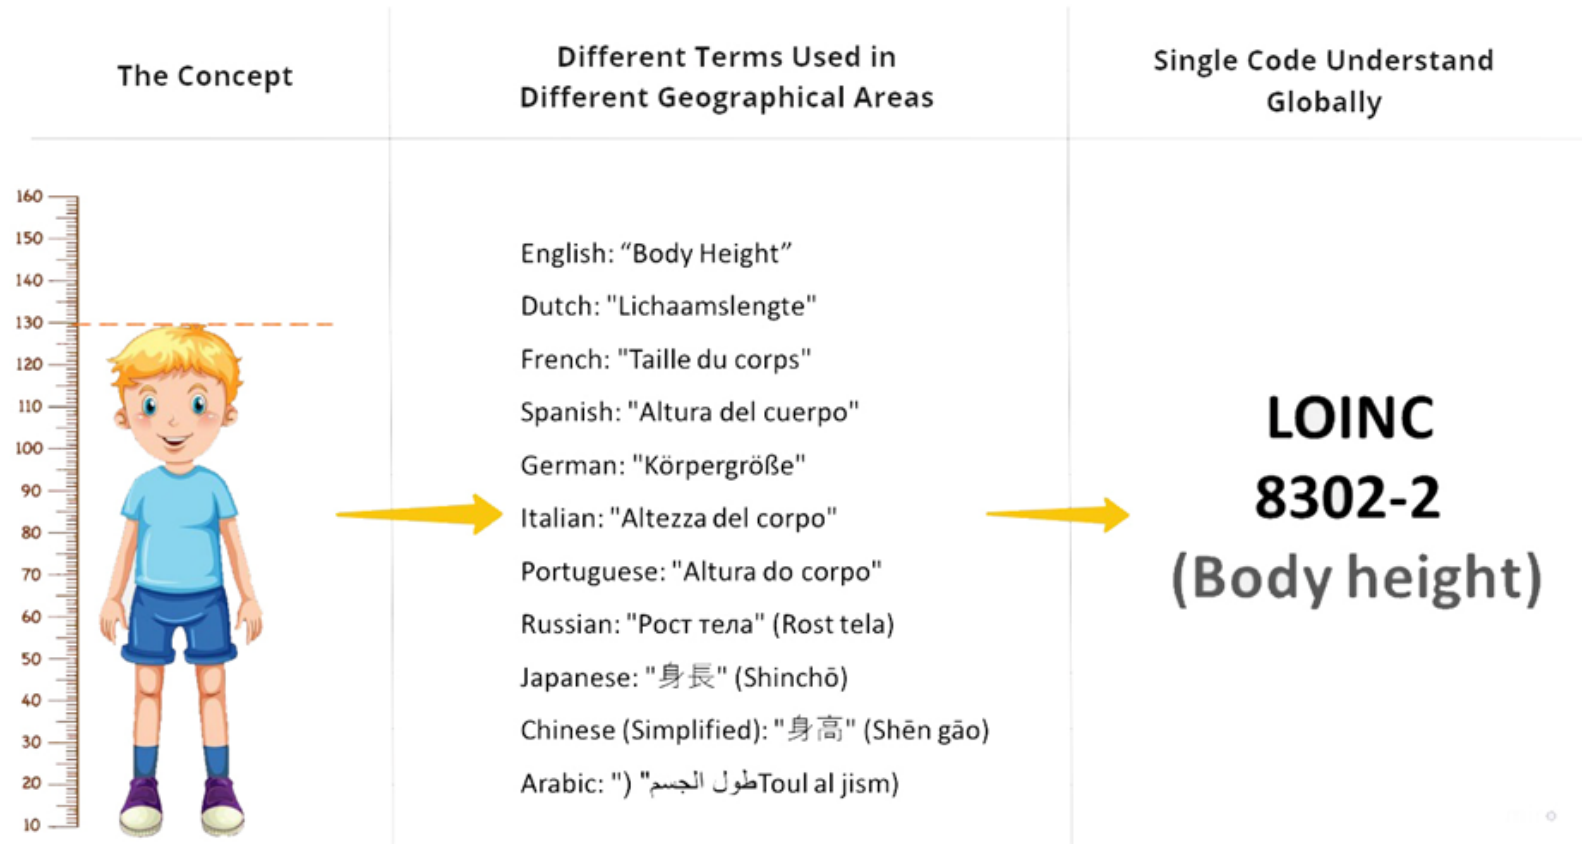 The Concept
Different Terms Used in
Different Geographical Areas
Single Code Understand
Globally
160
150
140
130
120
110
100
90
80
70
60
50
40
30
20
10
English: “Body Height”
Dutch: "Lichaamslengte"
French: "Taille du corps"
Spanish: "Altura del cuerpo"
German: "Körpergröße"
Italian: "Altezza del corpo"
Portuguese: "Altura do corpo"
Russian: "Рост тела" (Rost tela)
Japanese: "身長" (Shinchō)
Chinese (Simplified): "身高" (Shēn gāo)
Arabic: "طول الجسم" (Toul al jism)
LOINC
8302-2
(Body height)